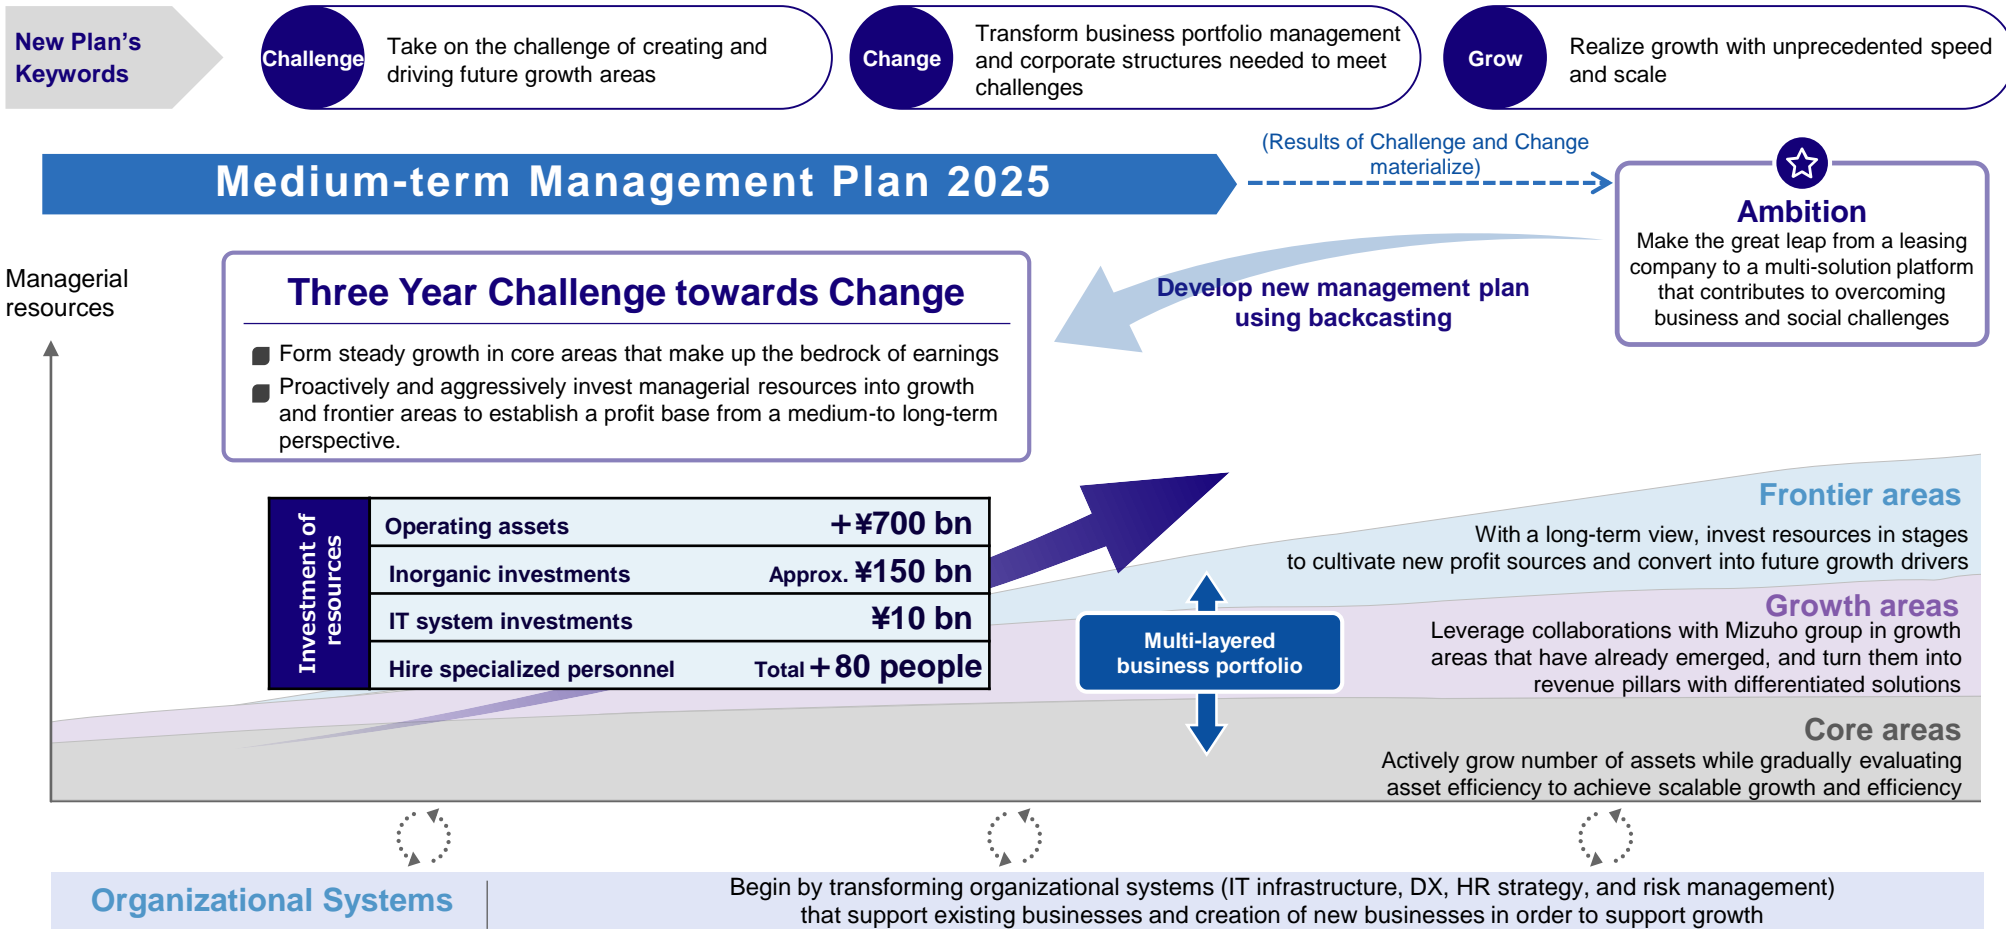 New Plan's
Keywords
Challenge
Take on the challenge of creating and
driving future growth areas
Change
Transform business portfolio management
and corporate structures needed to meet
challenges
Grow
Realize growth with unprecedented speed
and scale
Medium-term Management Plan 2025
(Results of Challenge and Change
materialize)
Ambition
Make the great leap from a leasing
company to a multi-solution platform
that contributes to overcoming
business and social challenges
Managerial
resources
Three Year Challenge towards Change
Form steady growth in core areas that make up the bedrock of earnings
Proactively and aggressively invest managerial resources into growth
and frontier areas to establish a profit base from a medium-to long-term
perspective.
Develop new management plan
using backcasting
Investment of
resources
Operating assets +¥700 bn
Inorganic investments Approx. ¥150 bn
IT system investments ¥10 bn
Hire specialized personnel Total +80 people
Multi-layered
business portfolio
Frontier areas
With a long-term view, invest resources in stages
to cultivate new profit sources and convert into future growth drivers
Growth areas
Leverage collaborations with Mizuho group in growth
areas that have already emerged, and turn them into
revenue pillars with differentiated solutions
Core areas
Actively grow number of assets while gradually evaluating
asset efficiency to achieve scalable growth and efficiency
Organizational Systems
Begin by transforming organizational systems (IT infrastructure, DX, HR strategy, and risk management)
that support existing businesses and creation of new businesses in order to support growth